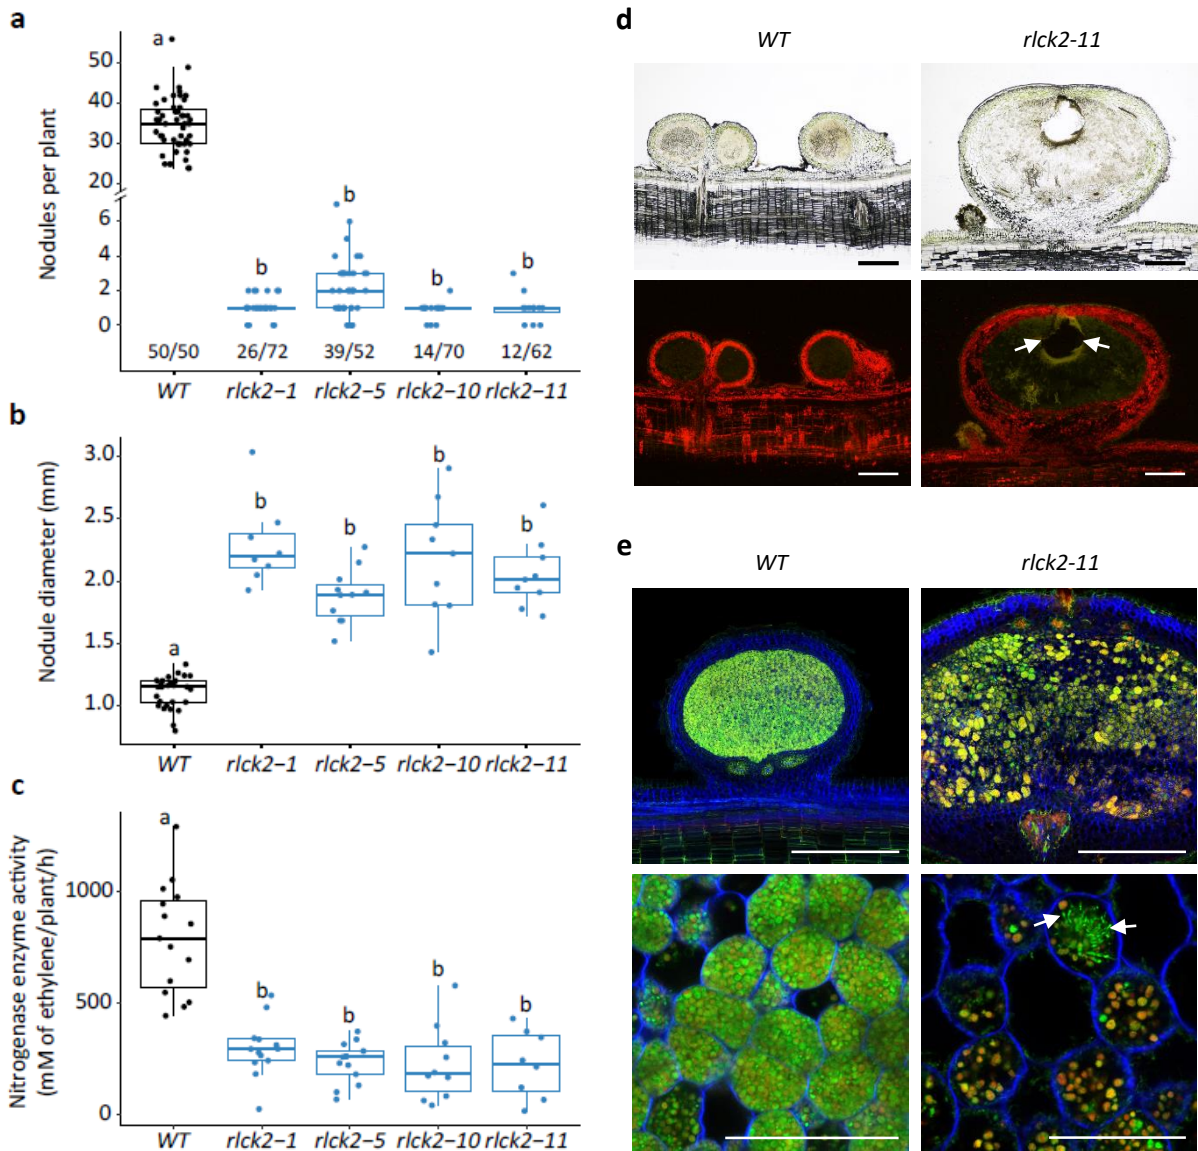 a
Nodules per plant
50
40
30
20
6
4
2
0
a
b
b
b
b
50/50 26/72 39/52 14/70 12/62
WT rlck2−1 rlck2−5 rlck2−10 rlck2−11
b
Nodule diameter (mm)
3.0
2.5
2.0
1.5
1.0
a
b
b
b
b
WT rlck2−1 rlck2−5 rlck2−10 rlck2−11
c
Nitrogenase enzyme activity
(mM of ethylene/plant/h)
1000
500
0
a
b
b
b
b
WT rlck2−1 rlck2−5 rlck2−10 rlck2−11
d
WT rlck2-11
e
WT rlck2-11